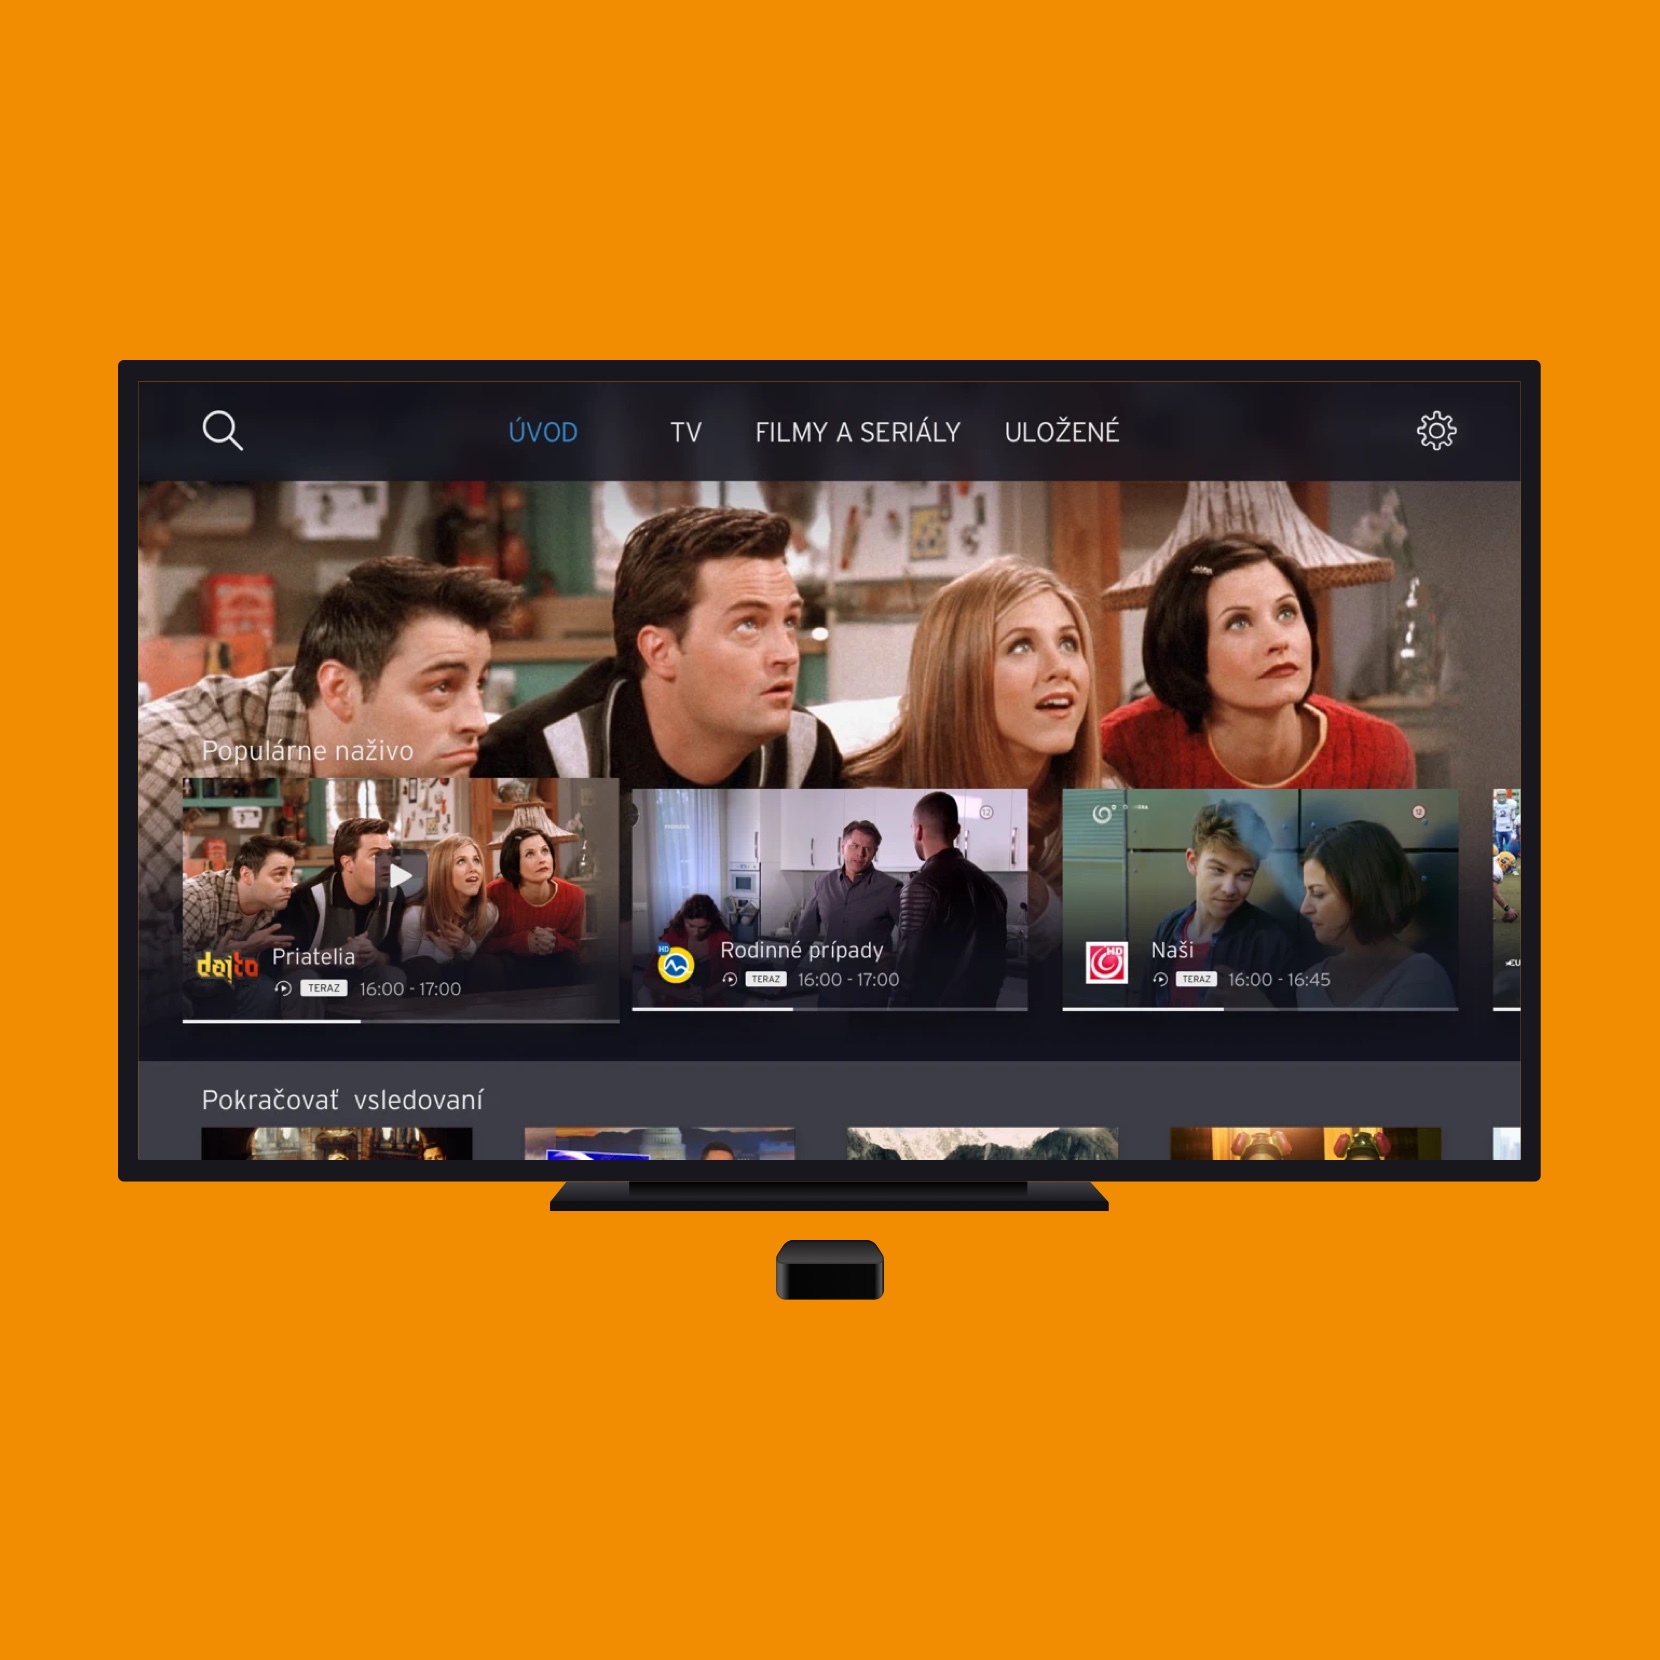 ÚVOD TV FILMY A SERIÁLY ULOŽENÉ
Populárne naživo
dajto
Priatelia
TERAZ 16:00 - 17:00
HD
Rodinné prípady
TERAZ 16:00 - 17:00
12
HD
Naši
TERAZ 16:00 - 16:45
Pokračovať vsledovaní